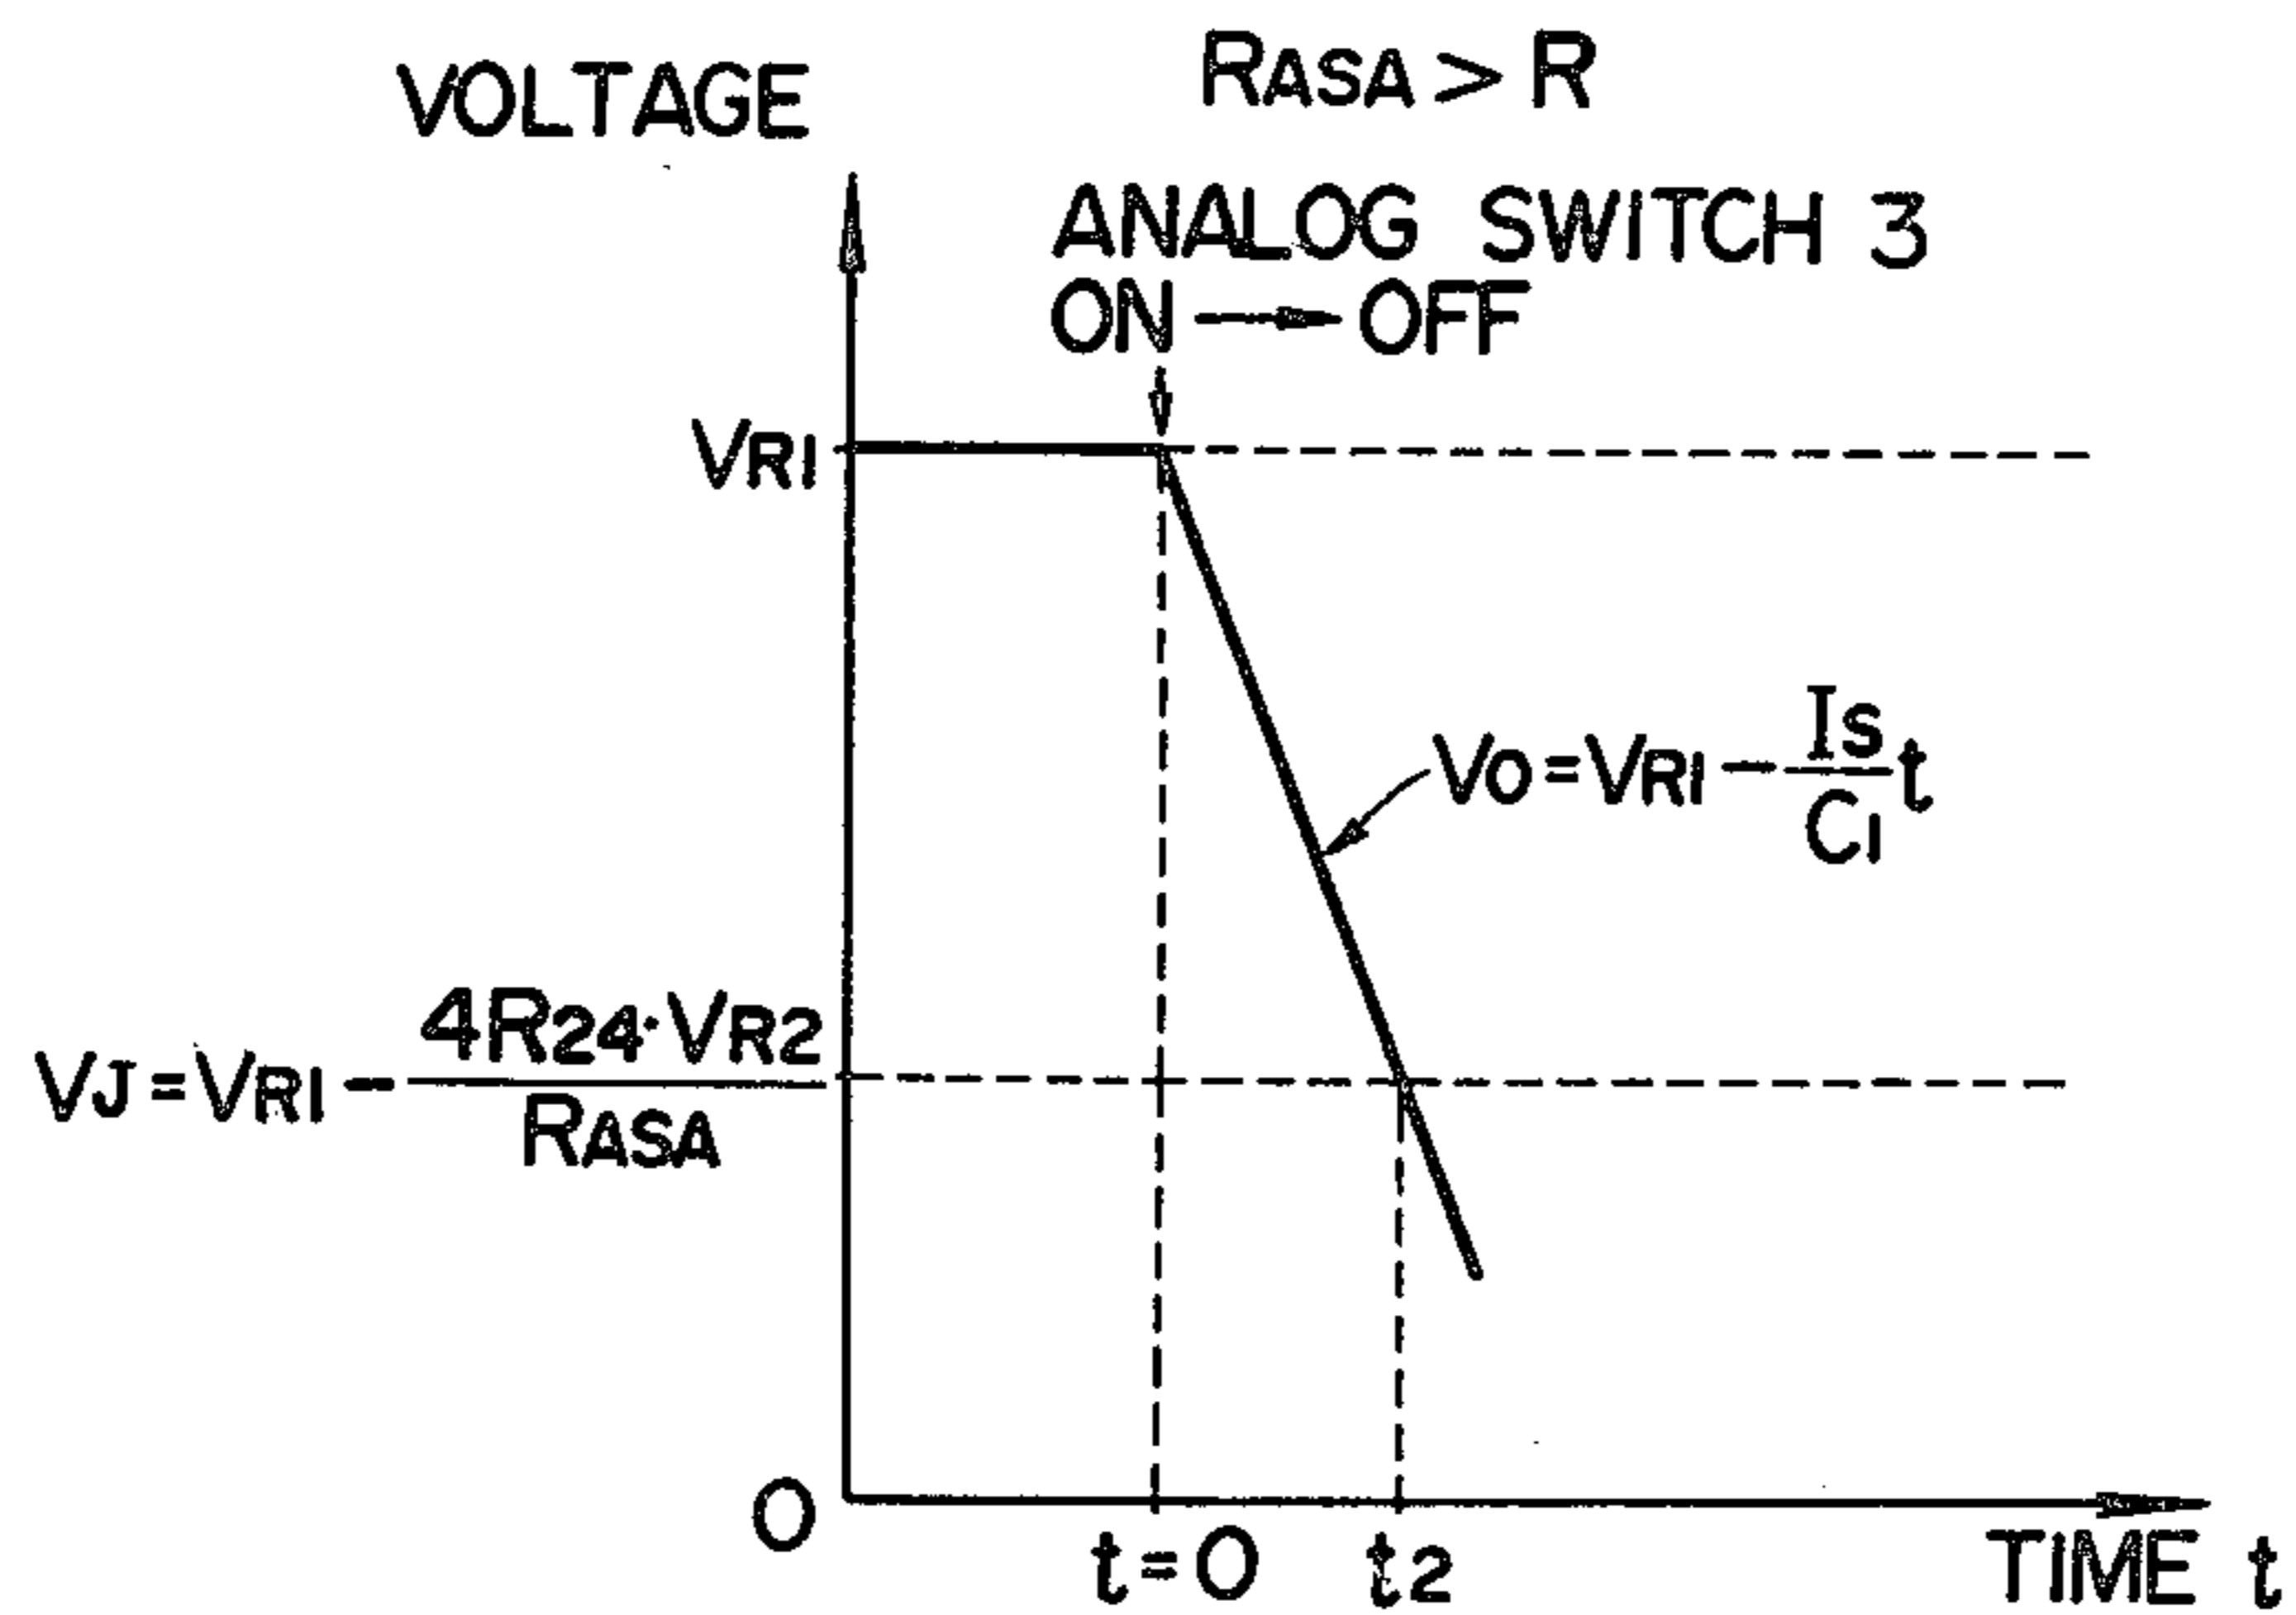 VOLTAGE
RASA > R
ANALOG SWITCH 3
ON → OFF
VR1
VO = VR1 - IS/C1 t
VJ = VR1 - 4R24·VR2/RASA
O
t=0
t2
TIME t